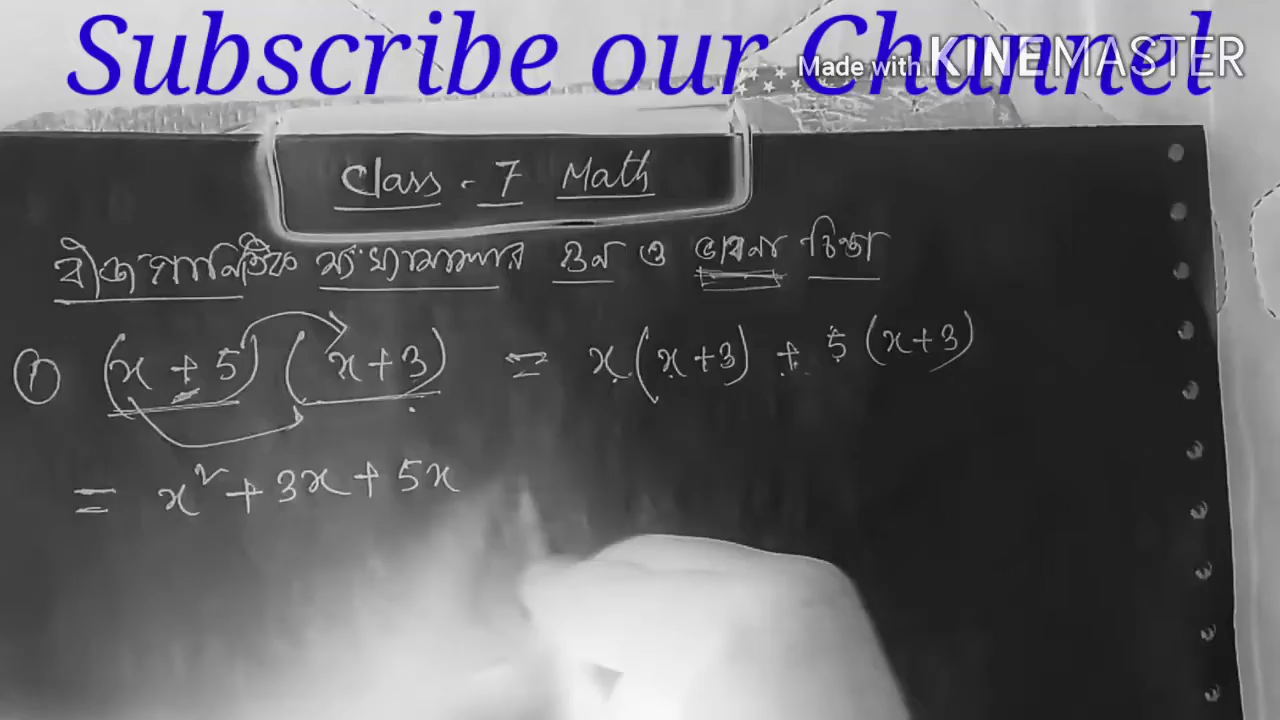 Subscribe our Channel
Made with KINEMASTER
Class - 7 Math
বীজগানিতিক সংখ্যামালার গুন ও
① (x + 5) (x + 3) = x (x + 3) + 5 (x + 3)
= x² + 3x + 5x